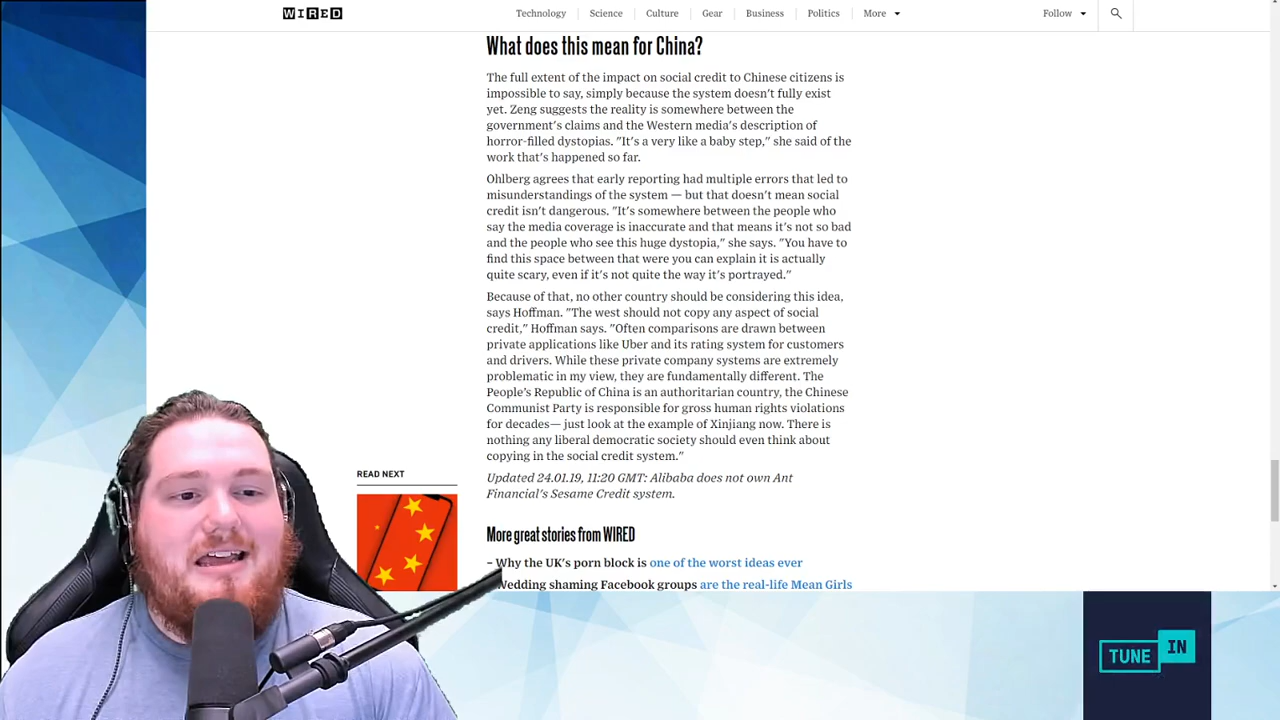 WIRED
Technology
Science
Culture
Gear
Business
Politics
More
Follow
What does this mean for China?
The full extent of the impact on social credit to Chinese citizens is
impossible to say, simply because the system doesn't fully exist
yet. Zeng suggests the reality is somewhere between the
government's claims and the Western media's description of
horror-filled dystopias. "It's a very like a baby step," she said of the
work that's happened so far.
Ohlberg agrees that early reporting had multiple errors that led to
misunderstandings of the system — but that doesn't mean social
credit isn't dangerous. "It's somewhere between the people who
say the media coverage is inaccurate and that means it's not so bad
and the people who see this huge dystopia," she says. "You have to
find this space between that were you can explain it is actually
quite scary, even if it's not quite the way it's portrayed."
Because of that, no other country should be considering this idea,
says Hoffman. "The west should not copy any aspect of social
credit," Hoffman says. "Often comparisons are drawn between
private applications like Uber and its rating system for customers
and drivers. While these private company systems are extremely
problematic in my view, they are fundamentally different. The
People's Republic of China is an authoritarian country, the Chinese
Communist Party is responsible for gross human rights violations
for decades— just look at the example of Xinjiang now. There is
nothing any liberal democratic society should even think about
copying in the social credit system."
Updated 24.01.19, 11:20 GMT: Alibaba does not own Ant
Financial's Sesame Credit system.
READ NEXT
More great stories from WIRED
– Why the UK's porn block is one of the worst ideas ever
Wedding shaming Facebook groups are the real-life Mean Girls
TUNE IN